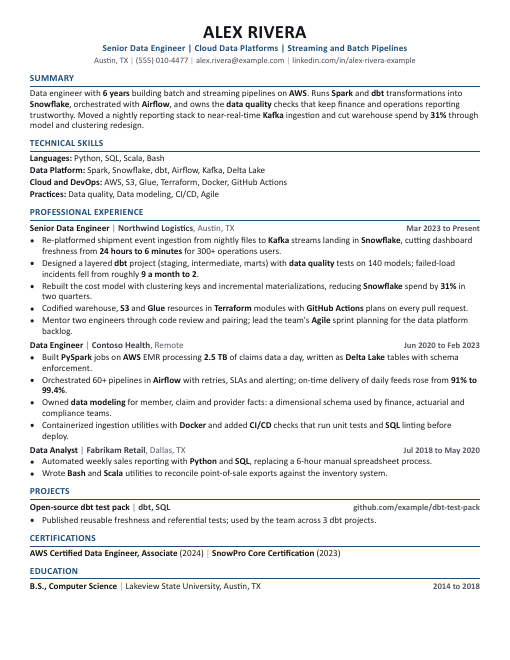 ALEX RIVERA
Senior Data Engineer | Cloud Data Platforms | Streaming and Batch Pipelines
Austin, TX | (555) 010-4477 | alex.rivera@example.com | linkedin.com/in/alex-rivera-example
SUMMARY
Data engineer with 6 years building batch and streaming pipelines on AWS. Runs Spark and dbt transformations into
Snowflake, orchestrated with Airflow, and owns the data quality checks that keep finance and operations reporting
trustworthy. Moved a nightly reporting stack to near-real-time Kafka ingestion and cut warehouse spend by 31% through
model and clustering redesign.
TECHNICAL SKILLS
Languages: Python, SQL, Scala, Bash
Data Platform: Spark, Snowflake, dbt, Airflow, Kafka, Delta Lake
Cloud and DevOps: AWS, S3, Glue, Terraform, Docker, GitHub Actions
Practices: Data quality, Data modeling, CI/CD, Agile
PROFESSIONAL EXPERIENCE
Senior Data Engineer | Northwind Logistics, Austin, TX Mar 2023 to Present
• Re-platformed shipment event ingestion from nightly files to Kafka streams landing in Snowflake, cutting dashboard
freshness from 24 hours to 6 minutes for 300+ operations users.
• Designed a layered dbt project (staging, intermediate, marts) with data quality tests on 140 models; failed-load
incidents fell from roughly 9 a month to 2.
• Rebuilt the cost model with clustering keys and incremental materializations, reducing Snowflake spend by 31% in
two quarters.
• Codified warehouse, S3 and Glue resources in Terraform modules with GitHub Actions plans on every pull request.
• Mentor two engineers through code review and pairing; lead the team's Agile sprint planning for the data platform
backlog.
Data Engineer | Contoso Health, Remote Jun 2020 to Feb 2023
• Built PySpark jobs on AWS EMR processing 2.5 TB of claims data a day, written as Delta Lake tables with schema
enforcement.
• Orchestrated 60+ pipelines in Airflow with retries, SLAs and alerting; on-time delivery of daily feeds rose from 91% to
99.4%.
• Owned data modeling for member, claim and provider facts: a dimensional schema used by finance, actuarial and
compliance teams.
• Containerized ingestion utilities with Docker and added CI/CD checks that run unit tests and SQL linting before
deploy.
Data Analyst | Fabrikam Retail, Dallas, TX Jul 2018 to May 2020
• Automated weekly sales reporting with Python and SQL, replacing a 6-hour manual spreadsheet process.
• Wrote Bash and Scala utilities to reconcile point-of-sale exports against the inventory system.
PROJECTS
Open-source dbt test pack | dbt, SQL github.com/example/dbt-test-pack
• Published reusable freshness and referential tests; used by the team across 3 dbt projects.
CERTIFICATIONS
AWS Certified Data Engineer, Associate (2024) | SnowPro Core Certification (2023)
EDUCATION
B.S., Computer Science | Lakeview State University, Austin, TX 2014 to 2018